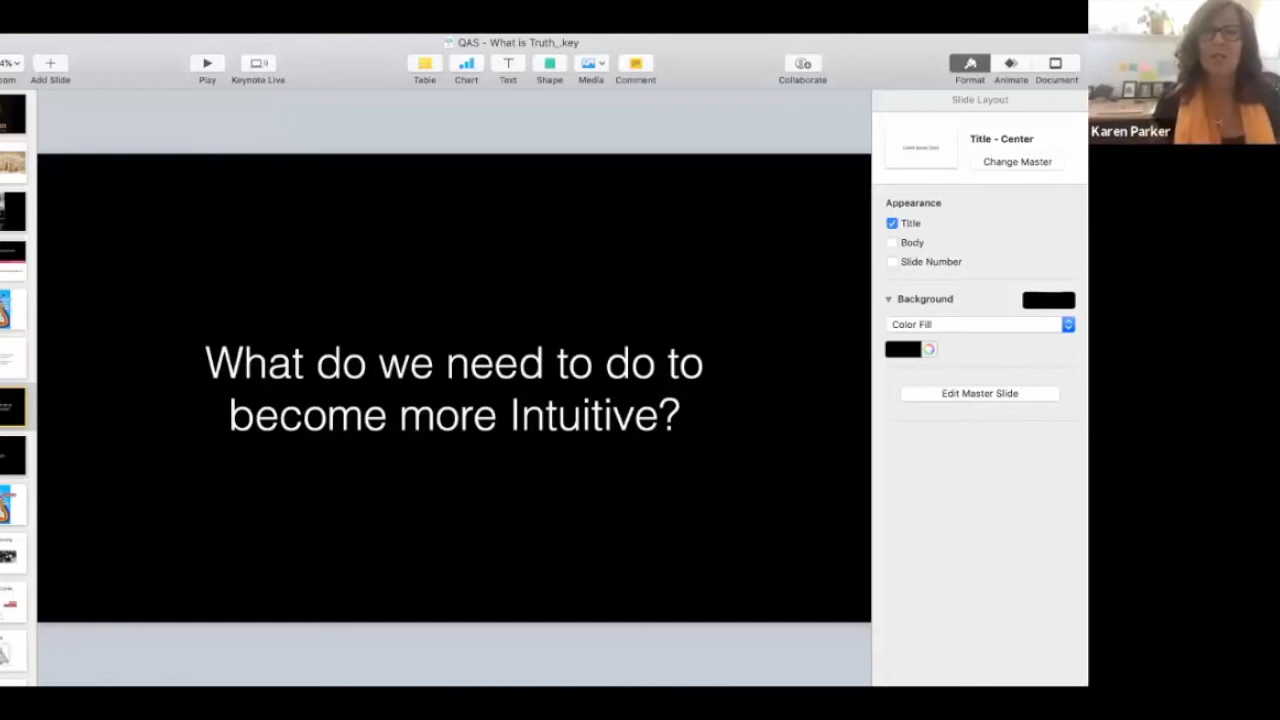 QAS - What is Truth_.key
4%
Add Slide
Play
Keynote Live
Table
Chart
Text
Shape
Media
Comment
Collaborate
Format
Animate
Document
Slide Layout
Title - Center
Change Master
Appearance
Title
Body
Slide Number
Background
Color Fill
Edit Master Slide
What do we need to do to
become more Intuitive?
Karen Parker